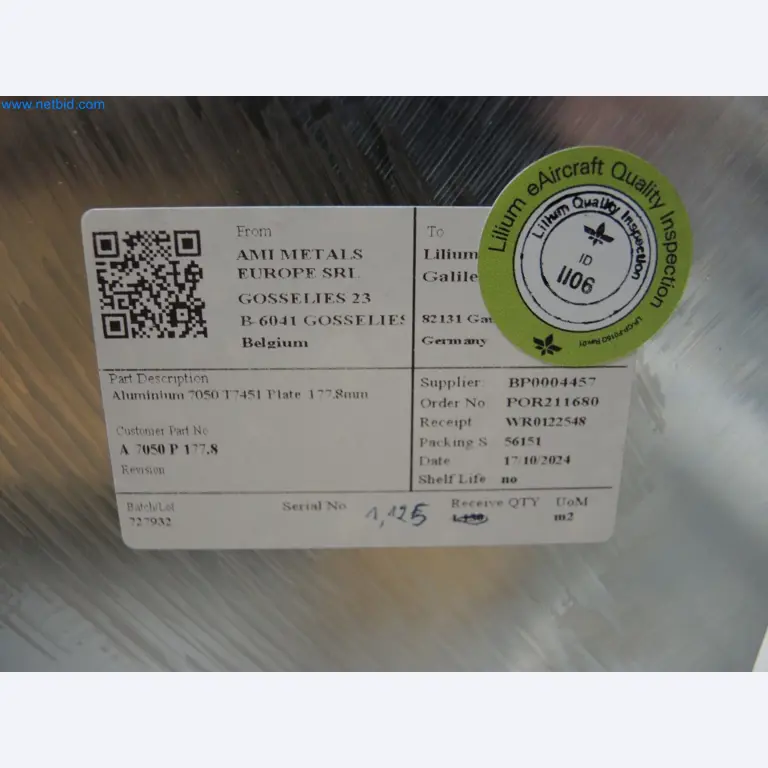 www.netbid.com
From
AMI METALS
EUROPE SRL
GOSSELIES 23
B-6041 GOSSELIES
Belgium
To
Lilium
Galile
82131 Gau
Germany
Lilium eAircraft Quality Inspection
Lilium Quality Inspection
ID
1106
Part Description
Aluminium 7050 T7451 Plate 177.8mm
Customer Part No
A 7050 P 177.8
Revision
Supplier: BP0004457
Order No POR211680
Receipt WR0122548
Packing S 56151
Date 17/10/2024
Shelf Life no
Batch/Lot
727932
Serial No
1,125
Receive QTY
UoM
m2